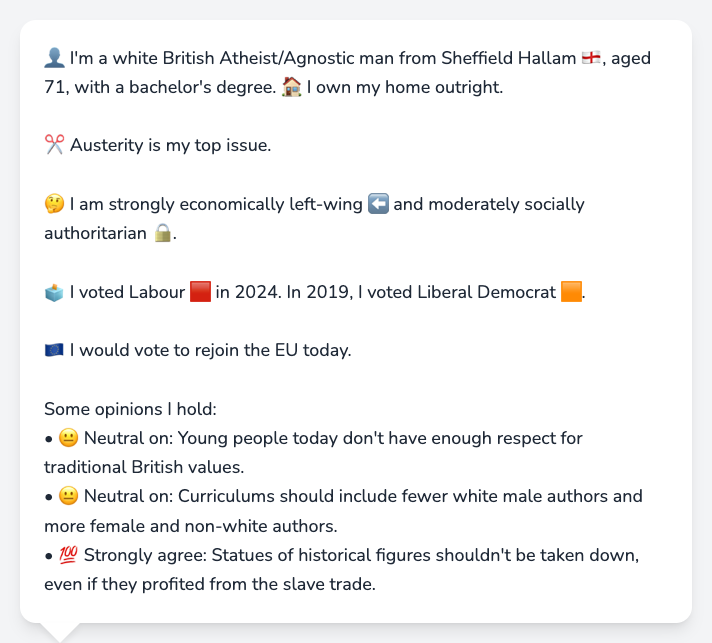 👤 I'm a white British Atheist/Agnostic man from Sheffield Hallam 🏴󠁧󠁢󠁥󠁮󠁧󠁿, aged
71, with a bachelor's degree. 🏠 I own my home outright.
✂️ Austerity is my top issue.
🤔 I am strongly economically left-wing ⬅️ and moderately socially
authoritarian 🔒.
🗳️ I voted Labour 🟥 in 2024. In 2019, I voted Liberal Democrat 🟧.
🇪🇺 I would vote to rejoin the EU today.
Some opinions I hold:
• 😐 Neutral on: Young people today don't have enough respect for
traditional British values.
• 😐 Neutral on: Curriculums should include fewer white male authors and
more female and non-white authors.
• 💯 Strongly agree: Statues of historical figures shouldn't be taken down,
even if they profited from the slave trade.